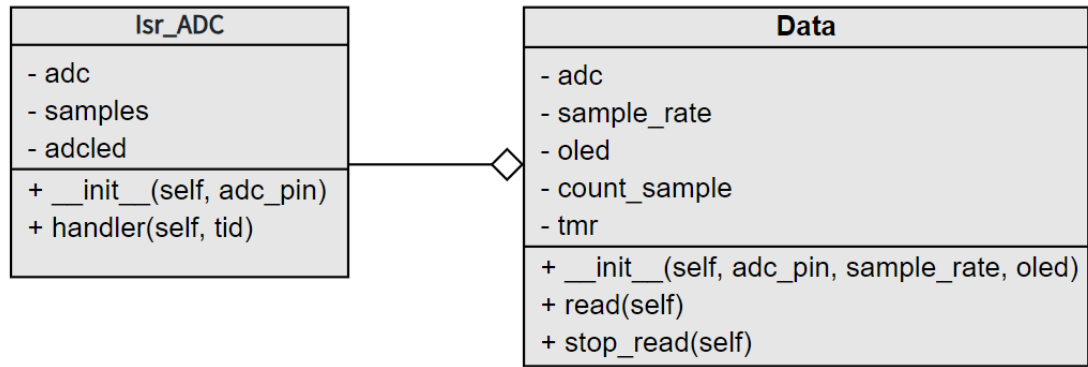 Isr_ADC
- adc
- samples
- adcled
+ __init__(self, adc_pin)
+ handler(self, tid)
Data
- adc
- sample_rate
- oled
- count_sample
- tmr
+ __init__(self, adc_pin, sample_rate, oled)
+ read(self)
+ stop_read(self)